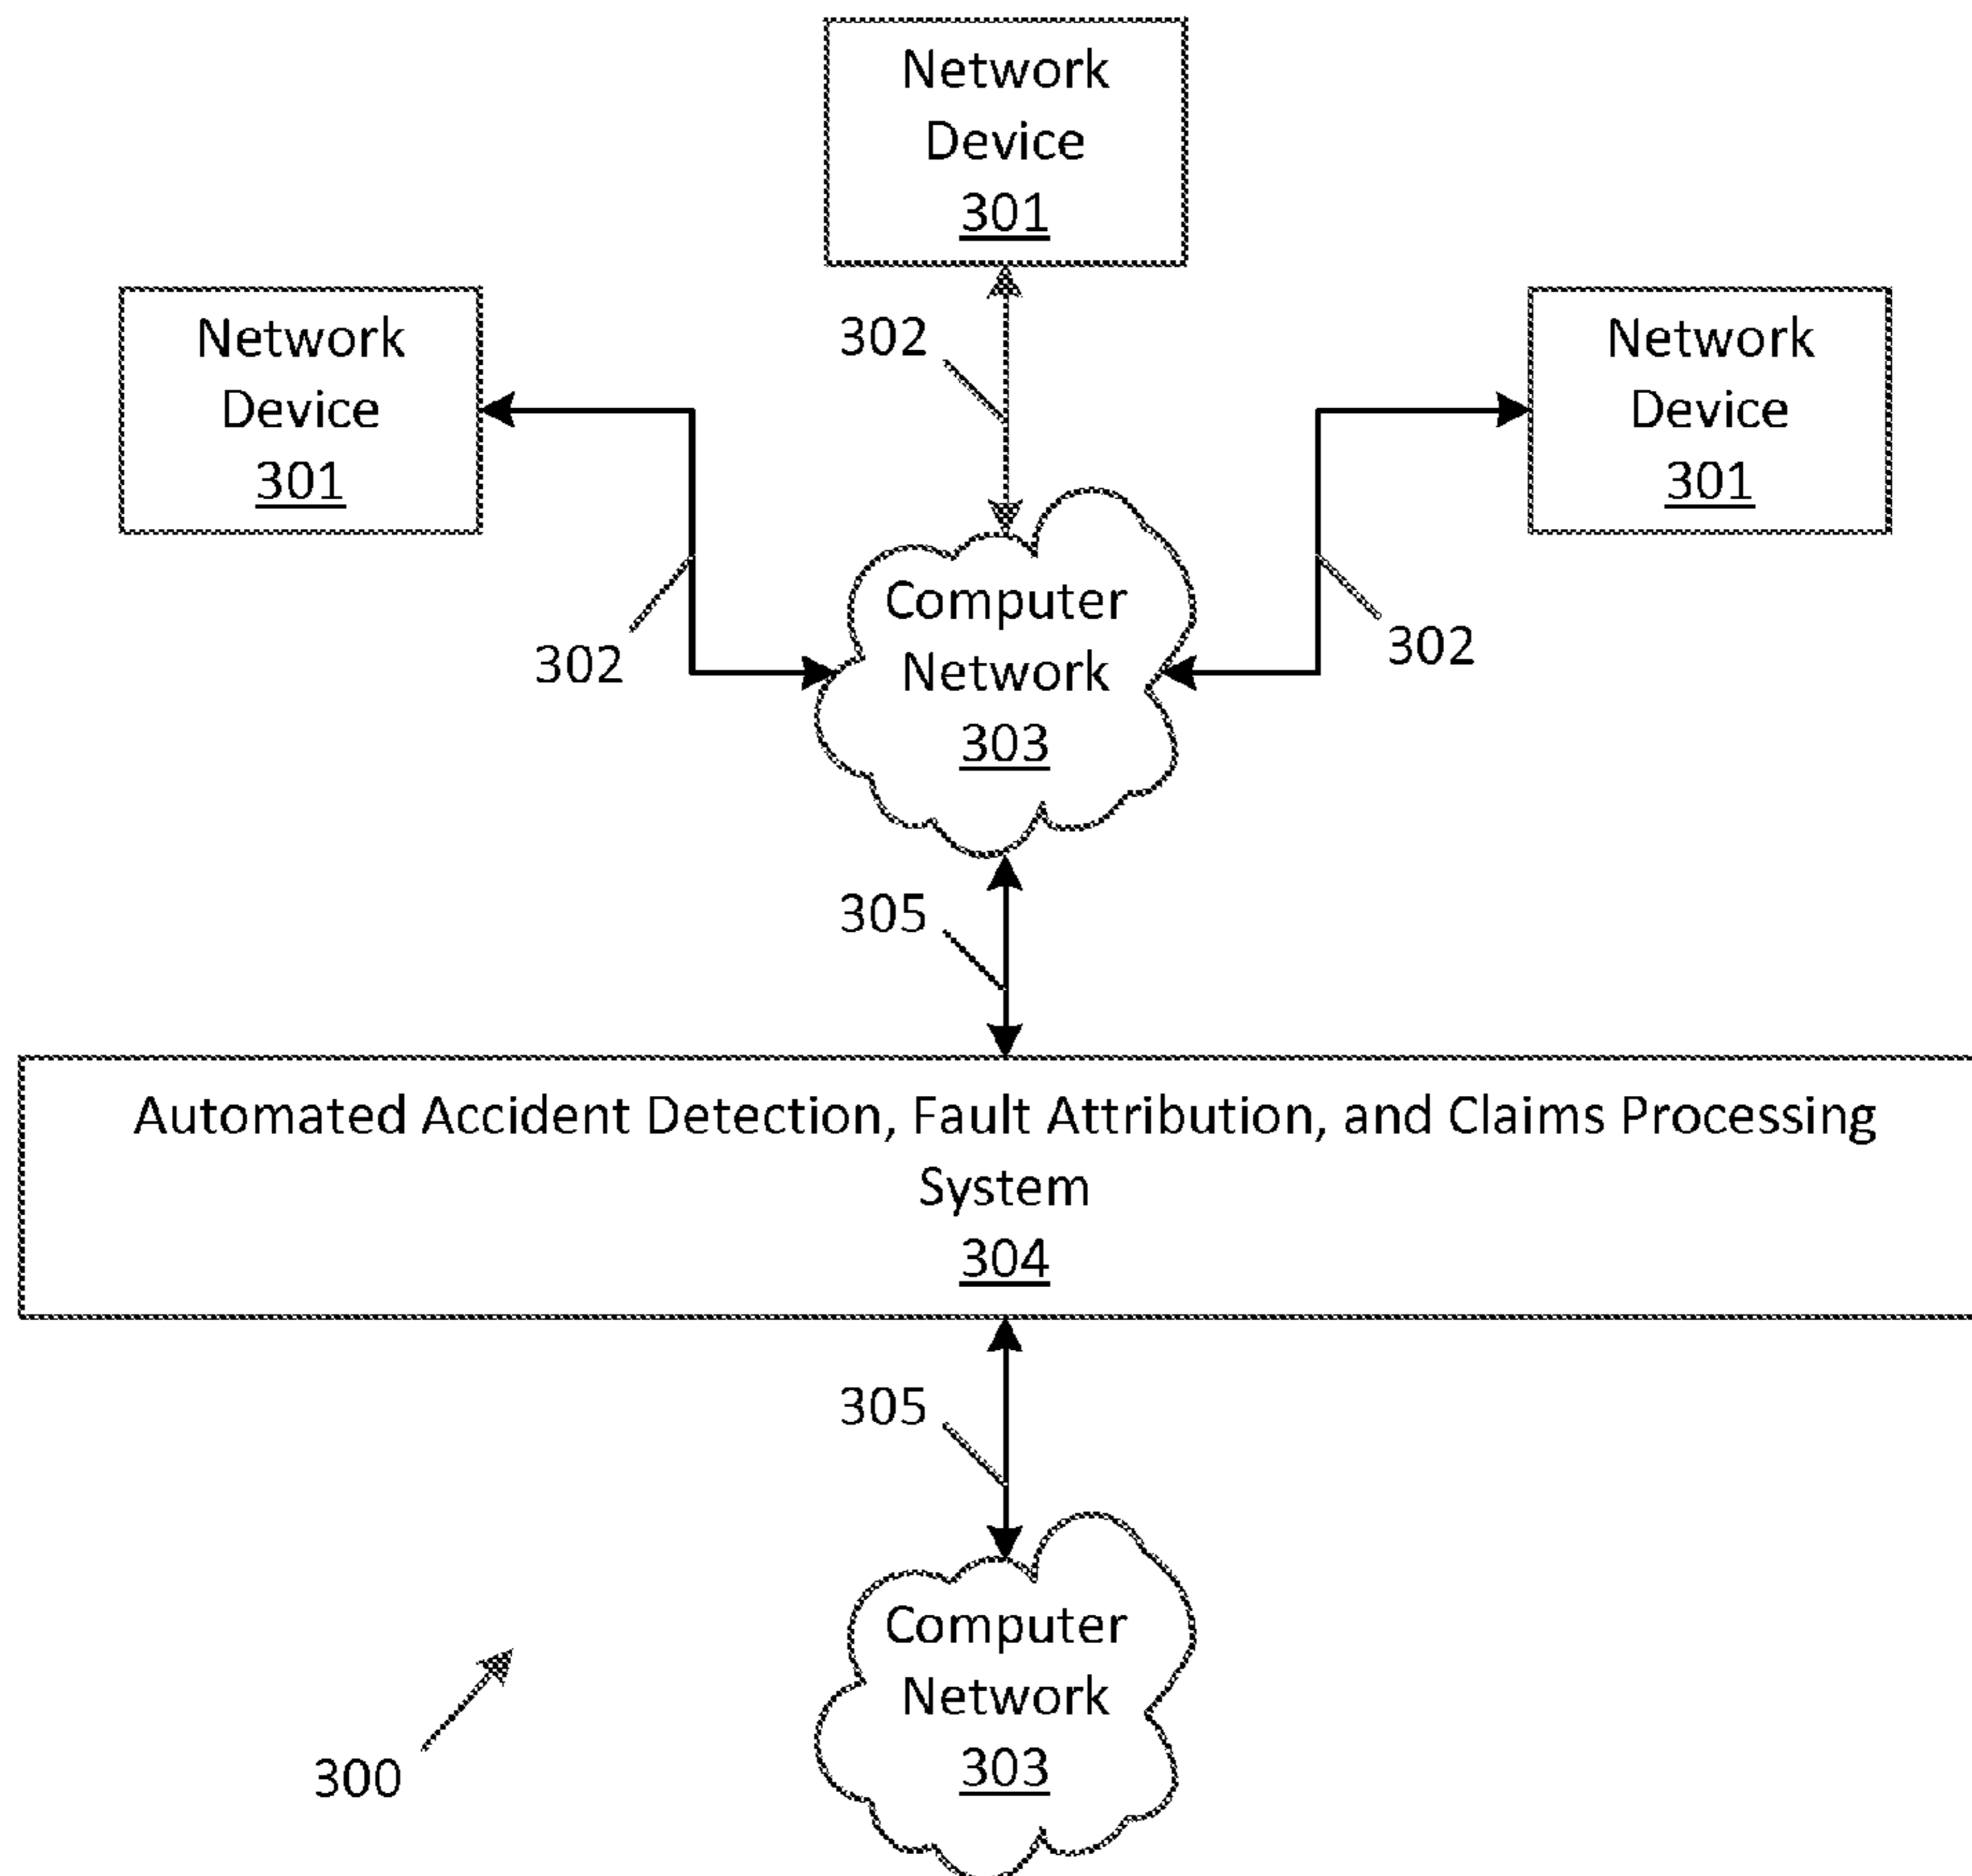 Network
Device
301
Network
Device
301
Network
Device
301
302
302
302
Computer
Network
303
305
Automated Accident Detection, Fault Attribution, and Claims Processing
System
304
305
Computer
Network
303
300